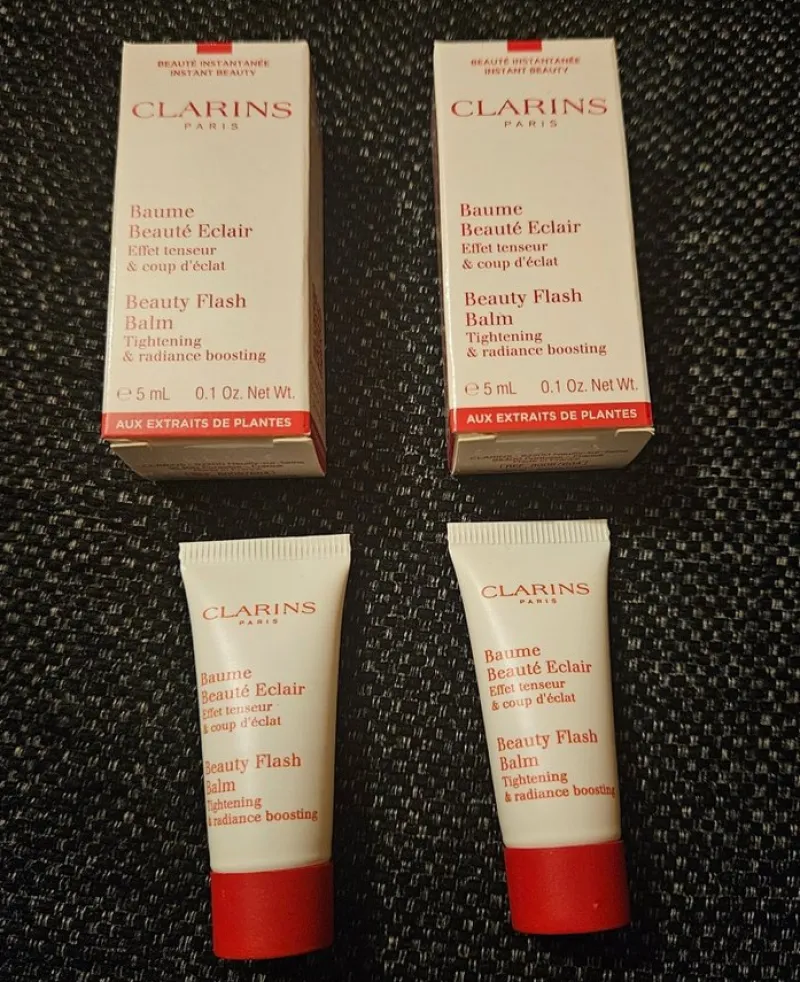 BEAUTÉ INSTANTANÉE
INSTANT BEAUTY
CLARINS
PARIS
Baume
Beauté Eclair
Effet tenseur
& coup d'éclat
Beauty Flash
Balm
Tightening
& radiance boosting
℮ 5 mL 0.1 Oz. Net Wt.
AUX EXTRAITS DE PLANTES
BEAUTÉ INSTANTANÉE
INSTANT BEAUTY
CLARINS
PARIS
Baume
Beauté Eclair
Effet tenseur
& coup d'éclat
Beauty Flash
Balm
Tightening
& radiance boosting
℮ 5 mL 0.1 Oz. Net Wt.
AUX EXTRAITS DE PLANTES
CLARINS
PARIS
Baume
Beauté Eclair
Effet tenseur
& coup d'éclat
Beauty Flash
Balm
Tightening
& radiance boosting
CLARINS
PARIS
Baume
Beauté Eclair
Effet tenseur
& coup d'éclat
Beauty Flash
Balm
Tightening
& radiance boosting